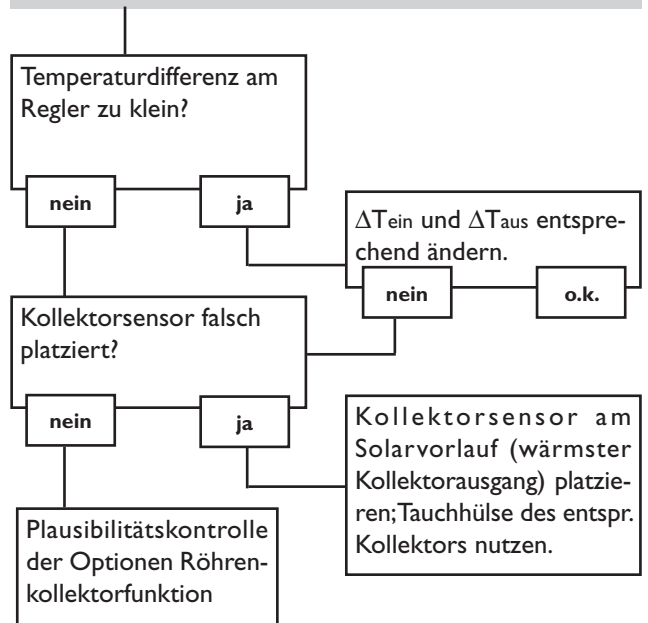 Temperaturdifferenz am
Regler zu klein?
nein
ja
ΔTein und ΔTaus entspre-
chend ändern.
nein
o.k.
Kollektorsensor falsch
platziert?
nein
ja
Kollektorsensor am
Solarvorlauf (wärmster
Kollektorausgang) platzie-
ren;Tauchhülse des entspr.
Kollektors nutzen.
Plausibilitätskontrolle
der Optionen Röhren-
kollektorfunktion